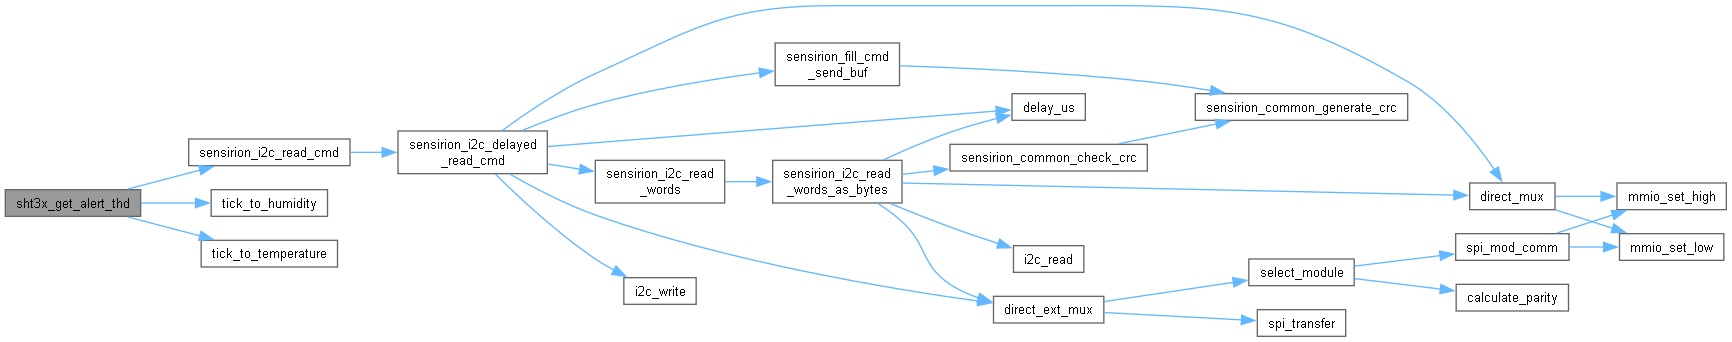 sht3x_get_alert_thd
sensirion_i2c_read_cmd
tick_to_humidity
tick_to_temperature
sensirion_i2c_delayed
_read_cmd
sensirion_fill_cmd
_send_buf
sensirion_i2c_read
_words
i2c_write
sensirion_i2c_read
_words_as_bytes
delay_us
sensirion_common_check_crc
i2c_read
direct_ext_mux
sensirion_common_generate_crc
select_module
spi_transfer
direct_mux
spi_mod_comm
calculate_parity
mmio_set_high
mmio_set_low